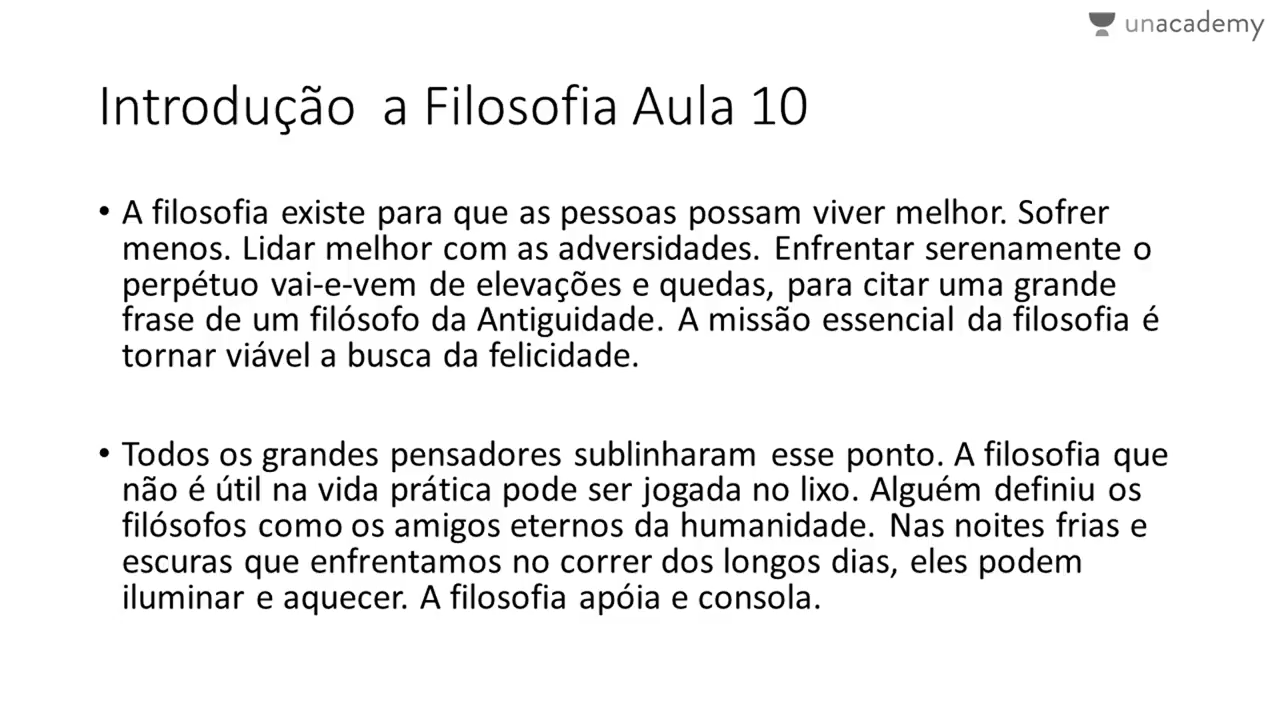 unacademy
Introdução a Filosofia Aula 10
• A filosofia existe para que as pessoas possam viver melhor. Sofrer
menos. Lidar melhor com as adversidades. Enfrentar serenamente o
perpétuo vai-e-vem de elevações e quedas, para citar uma grande
frase de um filósofo da Antiguidade. A missão essencial da filosofia é
tornar viável a busca da felicidade.
• Todos os grandes pensadores sublinharam esse ponto. A filosofia que
não é útil na vida prática pode ser jogada no lixo. Alguém definiu os
filósofos como os amigos eternos da humanidade. Nas noites frias e
escuras que enfrentamos no correr dos longos dias, eles podem
iluminar e aquecer. A filosofia apóia e consola.